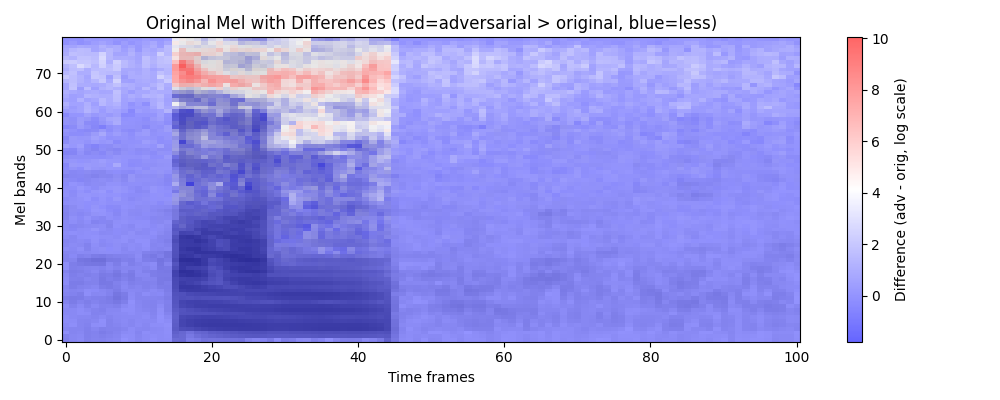 Original Mel with Differences (red=adversarial > original, blue=less)
70
60
50
40
30
20
10
0
Mel bands
0 20 40 60 80 100
Time frames
10
8
6
4
2
0
Difference (adv - orig, log scale)